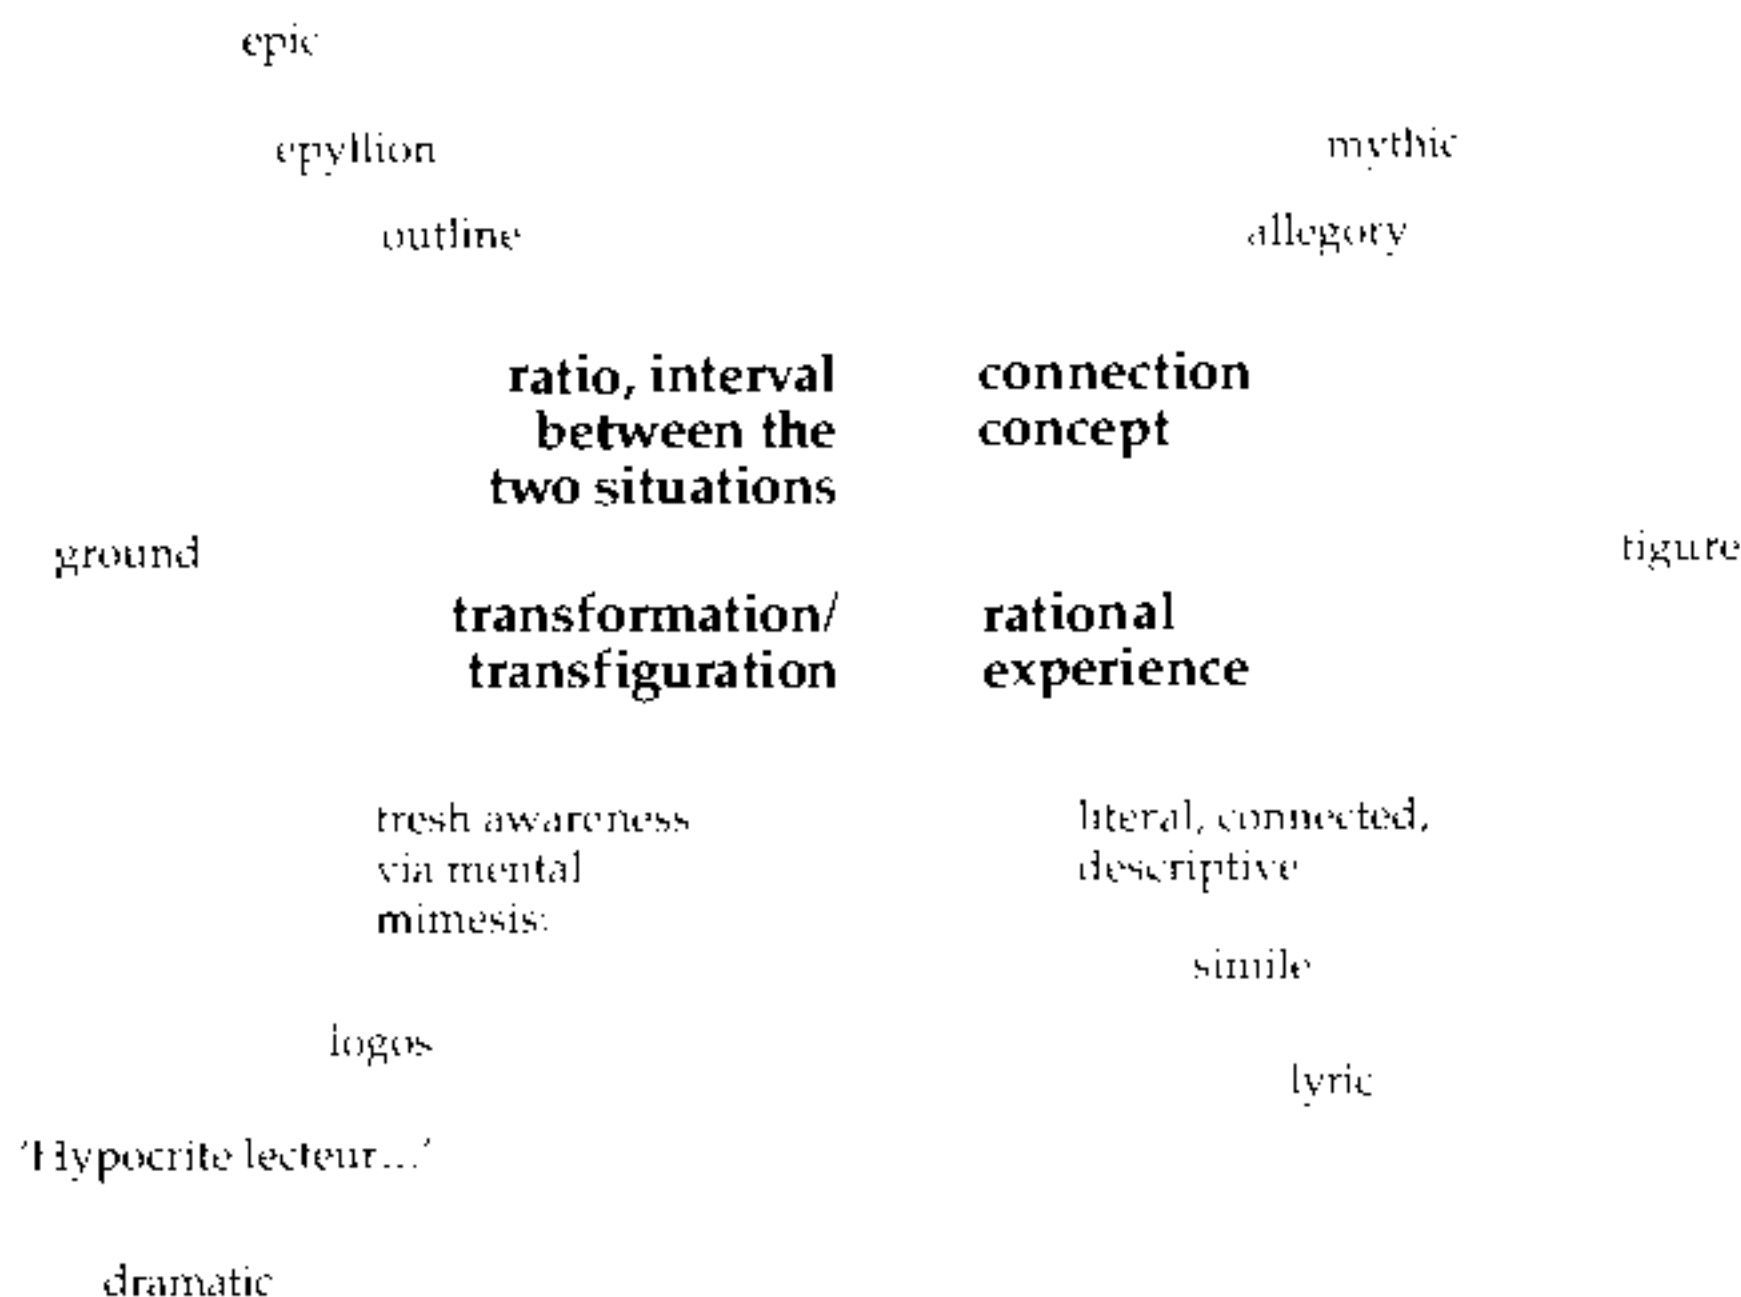 epic
epyllion
mythic
outline
allegory
ratio, interval
between the
two situations
connection
concept
ground
figure
transformation/
transfiguration
rational
experience
fresh awareness
via mental
mimesis:
literal, connected,
descriptive
simile
logos
lyric
'Hypocrite lecteur...'
dramatic